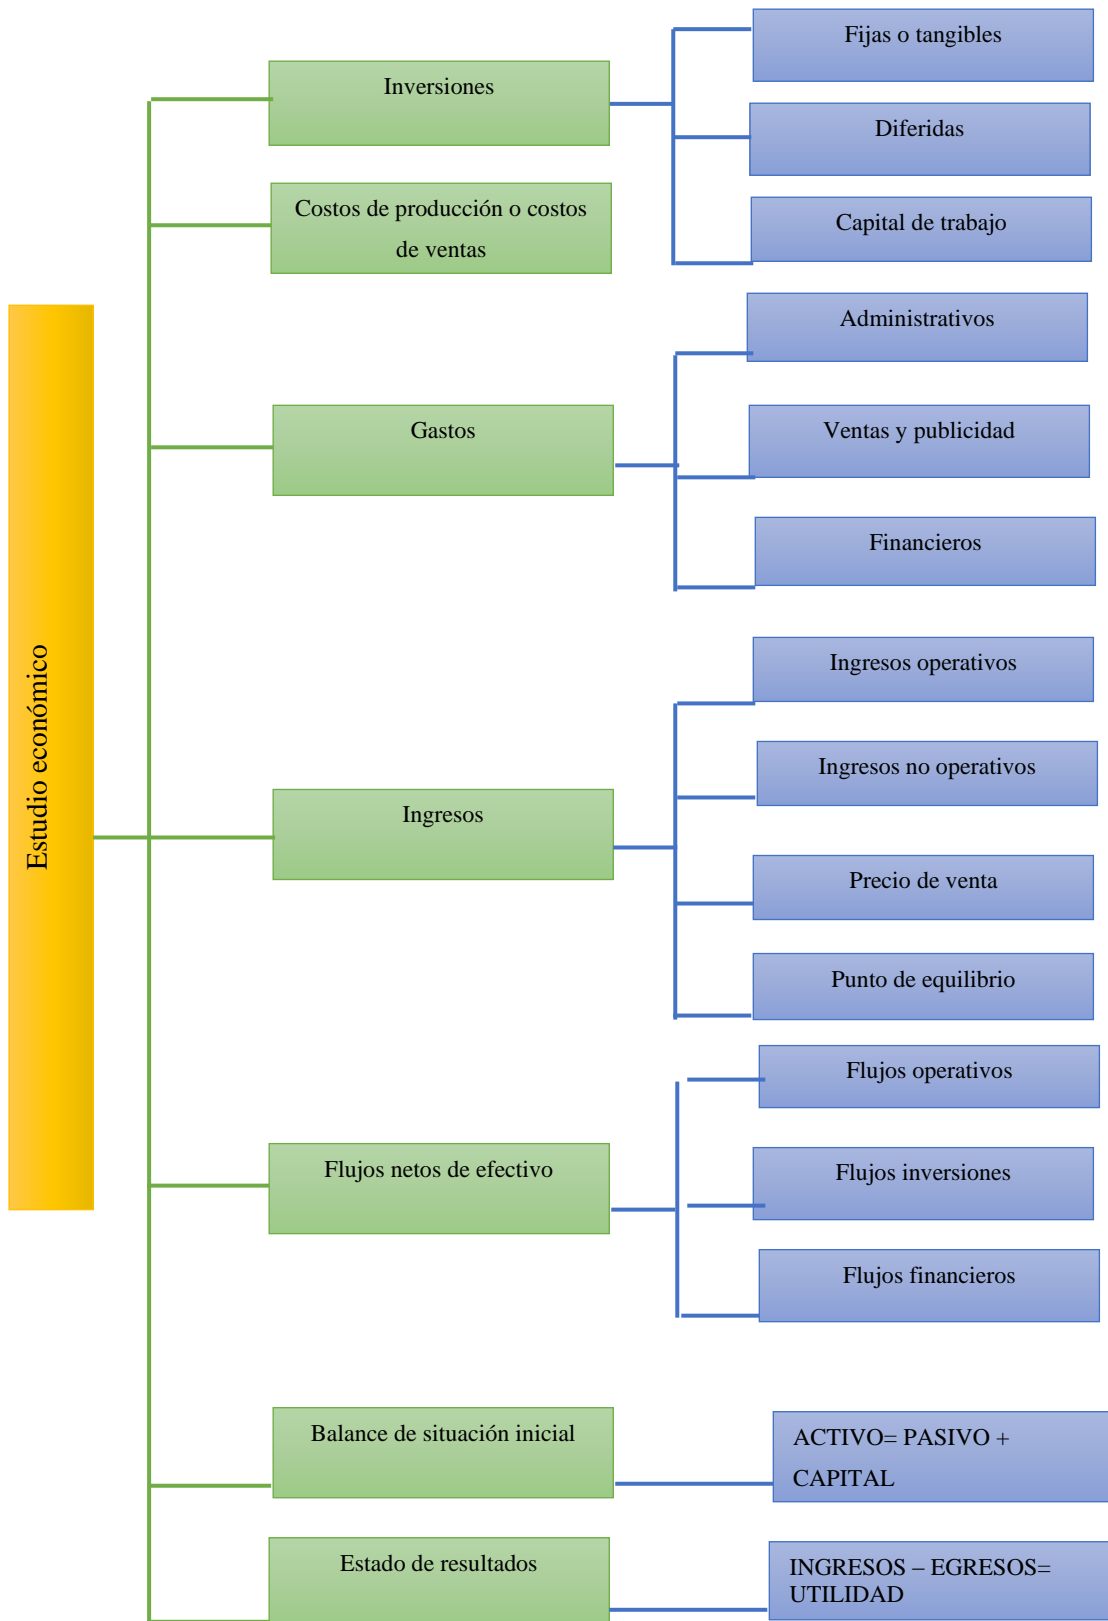 Estudio económico
Inversiones
Fijas o tangibles
Diferidas
Capital de trabajo
Costos de producción o costos
de ventas
Gastos
Administrativos
Ventas y publicidad
Financieros
Ingresos
Ingresos operativos
Ingresos no operativos
Precio de venta
Punto de equilibrio
Flujos netos de efectivo
Flujos operativos
Flujos inversiones
Flujos financieros
Balance de situación inicial
ACTIVO= PASIVO +
CAPITAL
Estado de resultados
INGRESOS – EGRESOS=
UTILIDAD